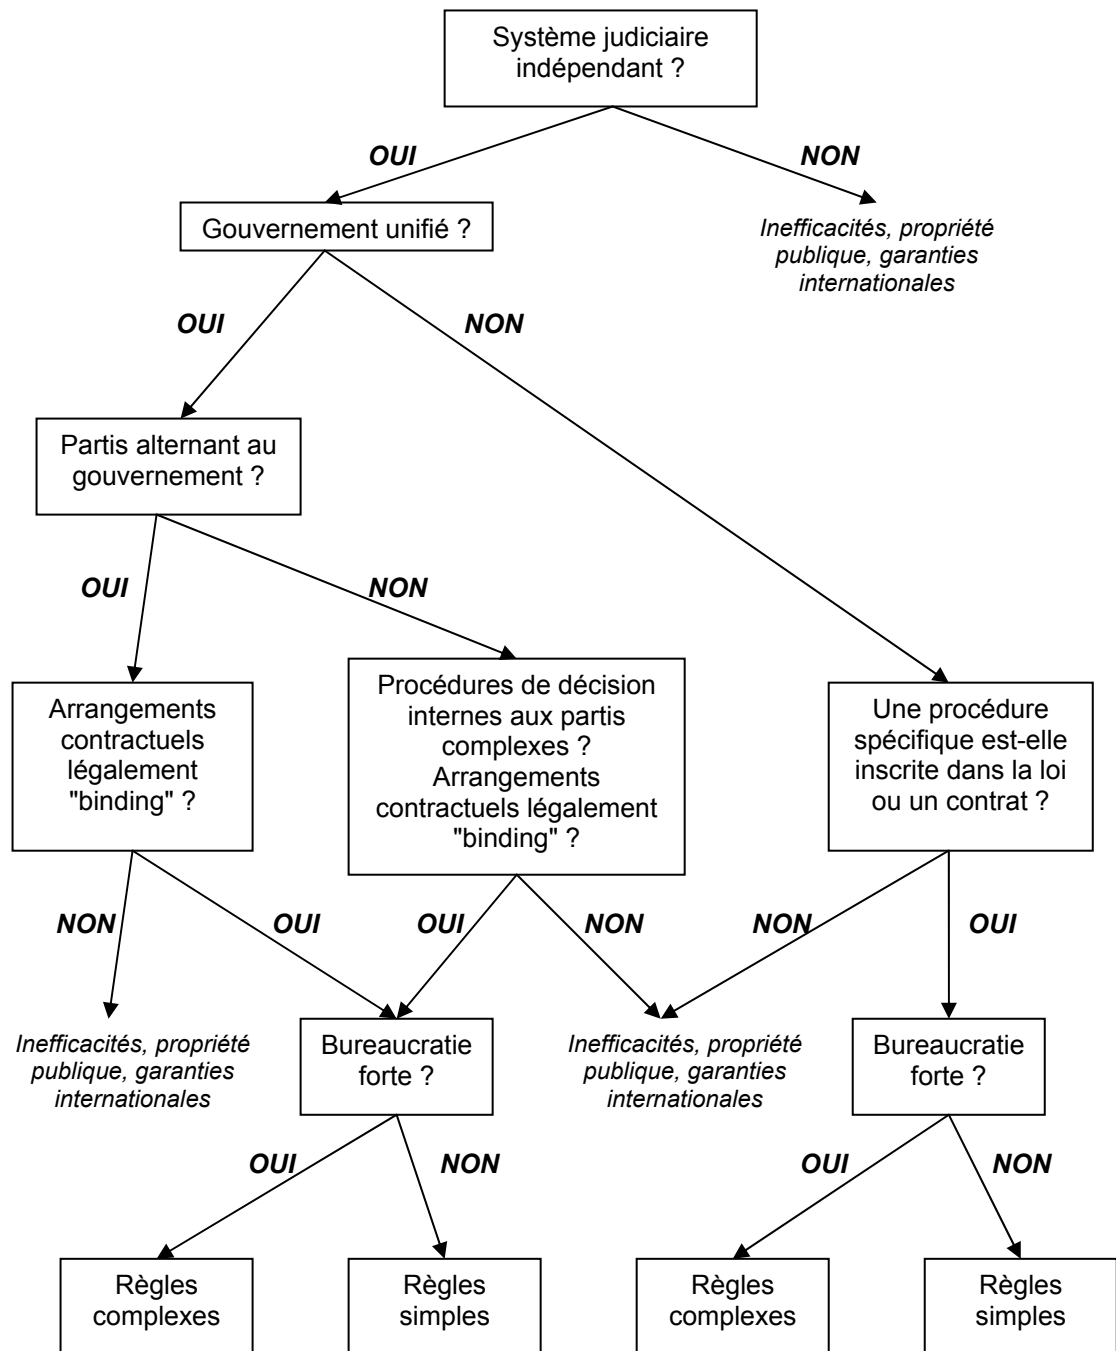 Système judiciaire
indépendant ?
OUI
NON
Gouvernement unifié ?
Inefficacités, propriété
publique, garanties
internationales
OUI
NON
Partis alternant au
gouvernement ?
OUI
NON
Arrangements
contractuels
légalement
"binding" ?
Procédures de décision
internes aux partis
complexes ?
Arrangements
contractuels légalement
"binding" ?
Une procédure
spécifique est-elle
inscrite dans la loi
ou un contrat ?
NON
OUI
OUI
NON
NON
OUI
Inefficacités, propriété
publique, garanties
internationales
Bureaucratie
forte ?
Inefficacités, propriété
publique, garanties
internationales
Bureaucratie
forte ?
OUI
NON
OUI
NON
Règles
complexes
Règles
simples
Règles
complexes
Règles
simples